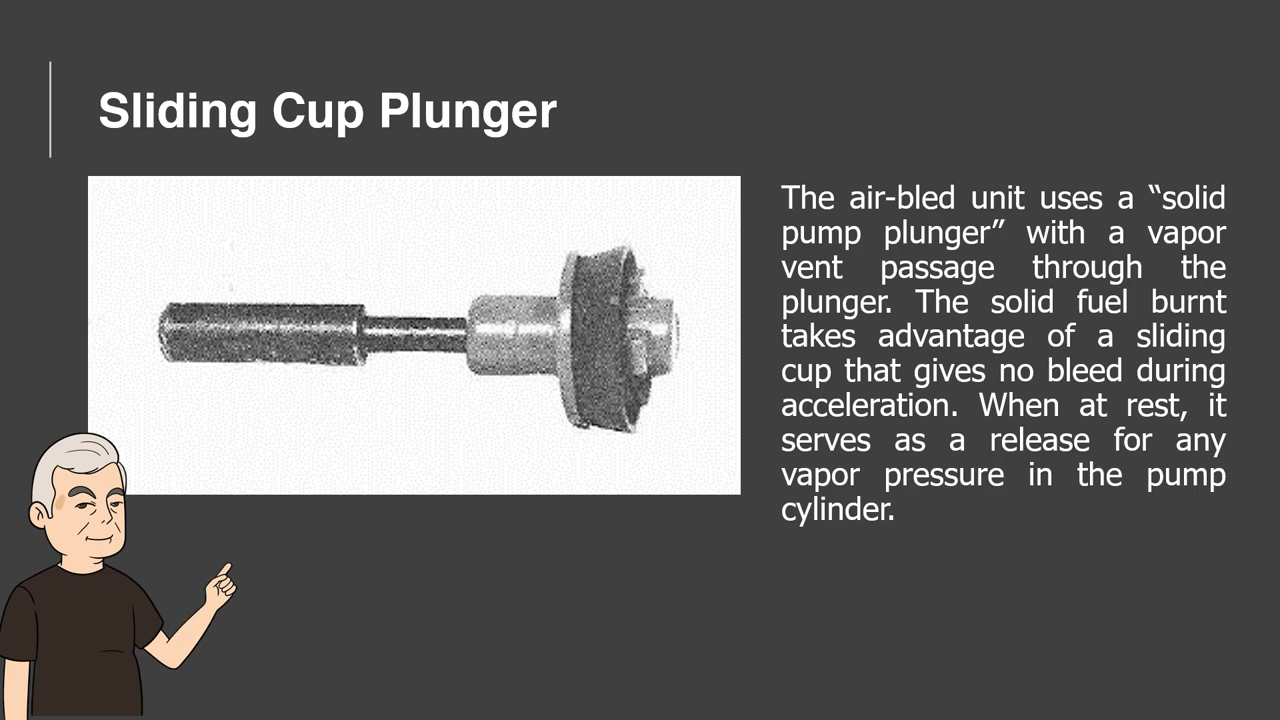 Sliding Cup Plunger
The air-bled unit uses a “solid
pump plunger” with a vapor
vent passage through the
plunger. The solid fuel burnt
takes advantage of a sliding
cup that gives no bleed during
acceleration. When at rest, it
serves as a release for any
vapor pressure in the pump
cylinder.